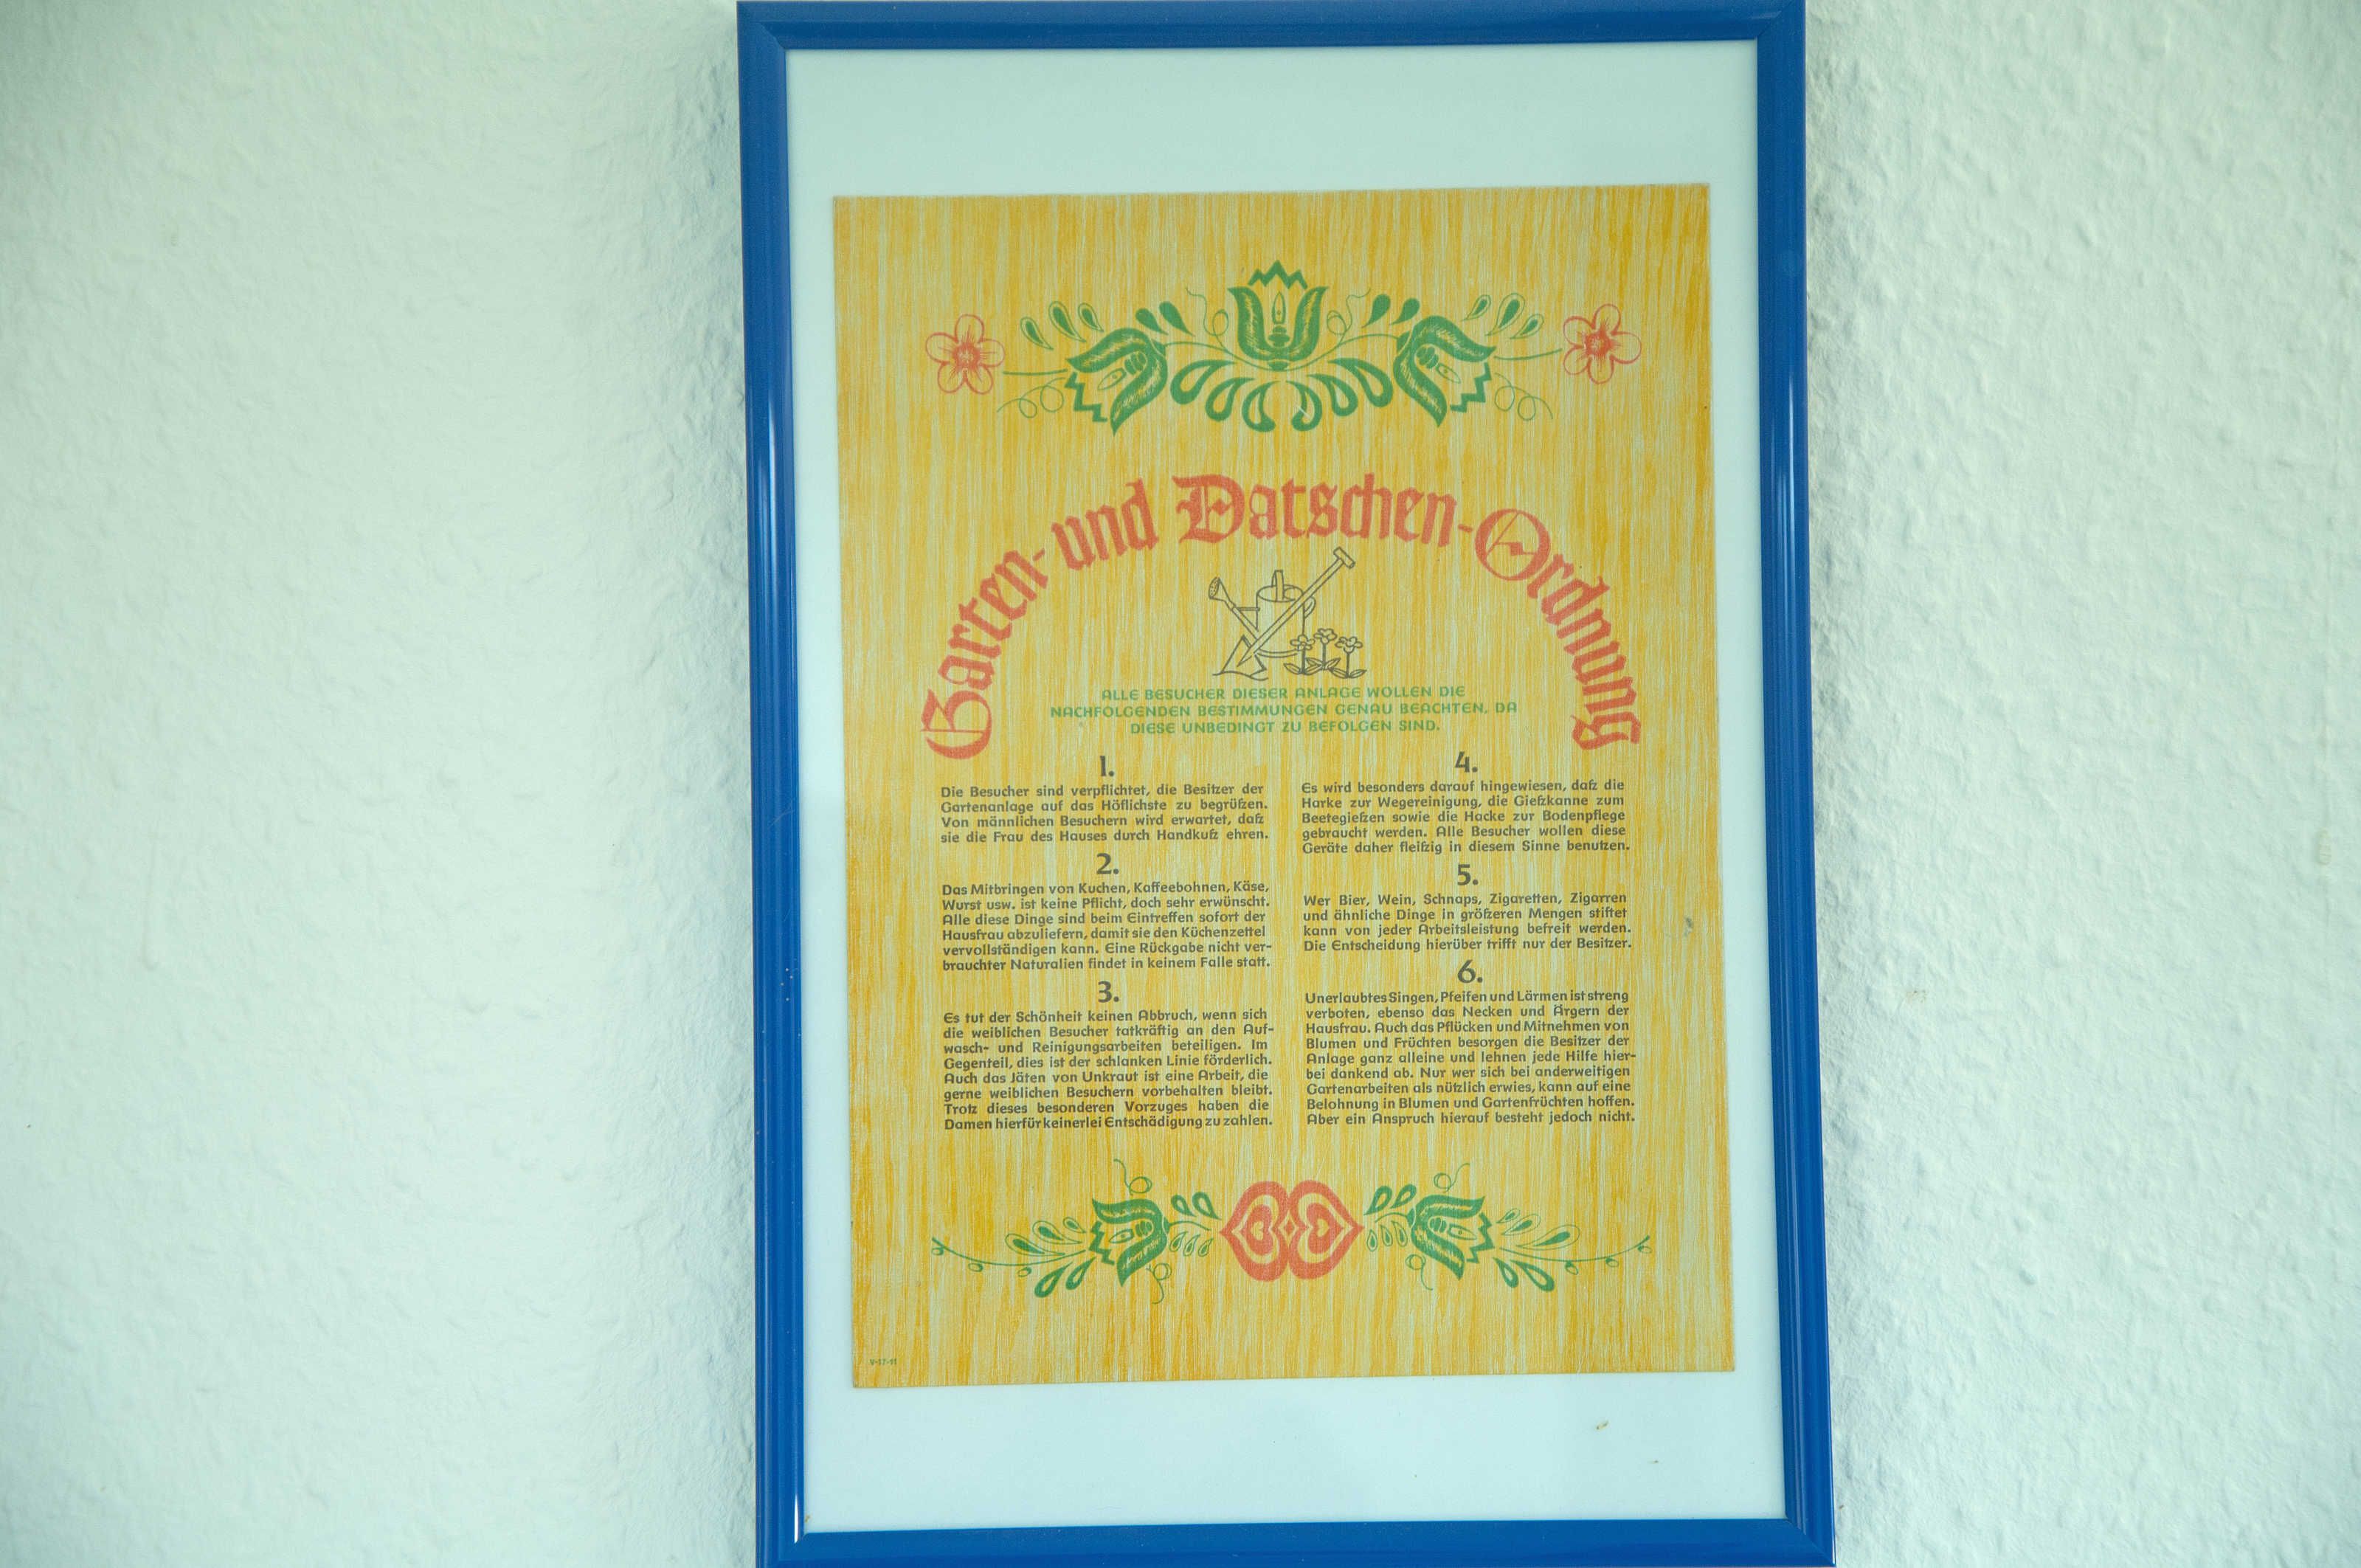 Garten- und Datschen-Ordnung
ALLE BESUCHER DIESER ANLAGE WOLLEN DIE
NACHFOLGENDEN BESTIMMUNGEN GENAU BEACHTEN, DA
DIESE UNBEDINGT ZU BEFOLGEN SIND.
1.
Die Besucher sind verpflichtet, die Besitzer der
Gartenanlage auf das Höflichste zu begrüßen.
Von männlichen Besuchern wird erwartet, daß
sie die Frau des Hauses durch Handkuß ehren.
2.
Das Mitbringen von Kuchen, Kaffeebohnen, Käse,
Wurst usw. ist keine Pflicht, doch sehr erwünscht.
Alle diese Dinge sind beim Eintreffen sofort der
Hausfrau abzuliefern, damit sie den Küchenzettel
vervollständigen kann. Eine Rückgabe nicht ver-
brauchter Naturalien findet in keinem Falle statt.
3.
Es tut der Schönheit keinen Abbruch, wenn sich
die weiblichen Besucher tatkräftig an den Auf-
wasch- und Reinigungsarbeiten beteiligen. Im
Gegenteil, dies ist der schlanken Linie förderlich.
Auch das Jäten von Unkraut ist eine Arbeit, die
gerne weiblichen Besuchern vorbehalten bleibt.
Trotz dieses besonderen Vorzuges haben die
Damen hierfür keinerlei Entschädigung zu zahlen.
4.
Es wird besonders darauf hingewiesen, daß die
Harke zur Wegereinigung, die Gießkanne zum
Beetegießen sowie die Hacke zur Bodenpflege
gebraucht werden. Alle Besucher wollen diese
Geräte daher fleißig in diesem Sinne benutzen.
5.
Wer Bier, Wein, Schnaps, Zigaretten, Zigarren
und ähnliche Dinge in größeren Mengen stiftet
kann von jeder Arbeitsleistung befreit werden.
Die Entscheidung hierüber trifft nur der Besitzer.
6.
Unerlaubtes Singen, Pfeifen und Lärmen ist streng
verboten, ebenso das Necken und Ärgern der
Hausfrau. Auch das Pflücken und Mitnehmen von
Blumen und Früchten besorgen die Besitzer der
Anlage ganz alleine und lehnen jede Hilfe hier-
bei dankend ab. Nur wer sich bei anderweitigen
Gartenarbeiten als nützlich erwies, kann auf eine
Belohnung in Blumen und Gartenfrüchten hoffen.
Aber ein Anspruch hierauf besteht jedoch nicht.